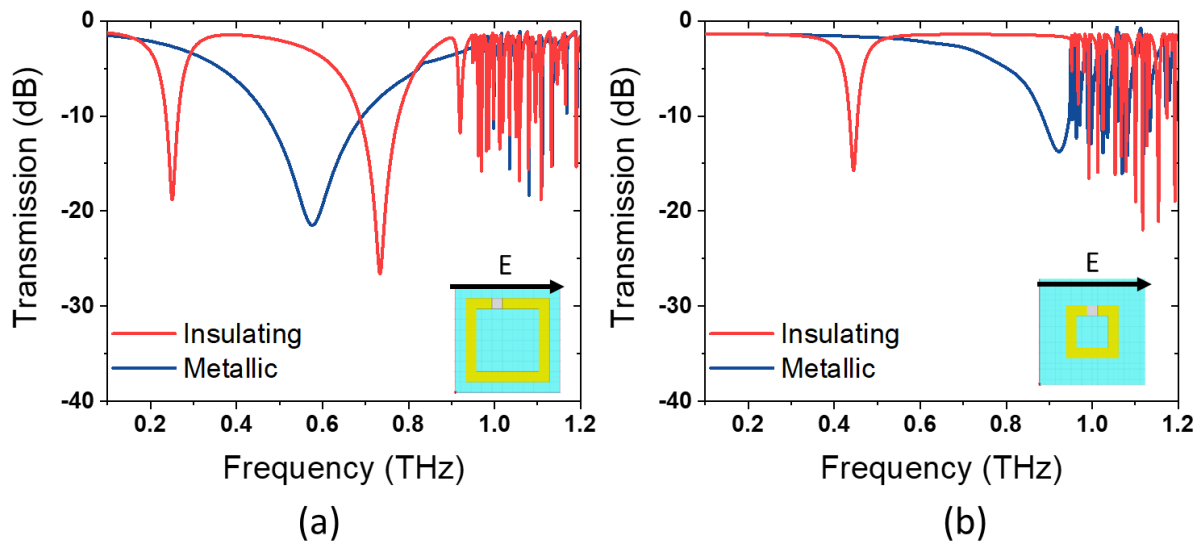 0
-10
-20
-30
-40
Transmission (dB)
E
Insulating
Metallic
0.2 0.4 0.6 0.8 1.0 1.2
Frequency (THz)
(a)
0
-10
-20
-30
-40
Transmission (dB)
E
Insulating
Metallic
0.2 0.4 0.6 0.8 1.0 1.2
Frequency (THz)
(b)